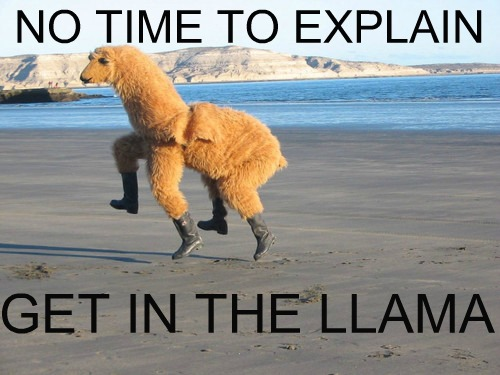 NO TIME TO EXPLAIN
GET IN THE LLAMA